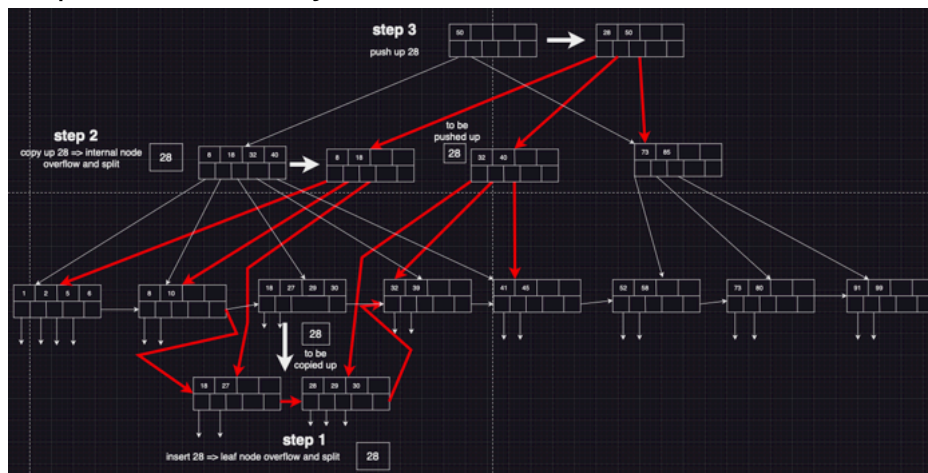 step 3
push up 28
50
28 50
step 2
copy up 28 => internal node
overflow and split
28
8 18 32 40
8 18
to be
pushed up
28
32 40
73 85
1 2 5 6
8 10
18 27 29 30
32 39
41 45
52 58
73 80
91 99
28
to be
copied up
18 27
28 29 30
step 1
insert 28 => leaf node overflow and split
28